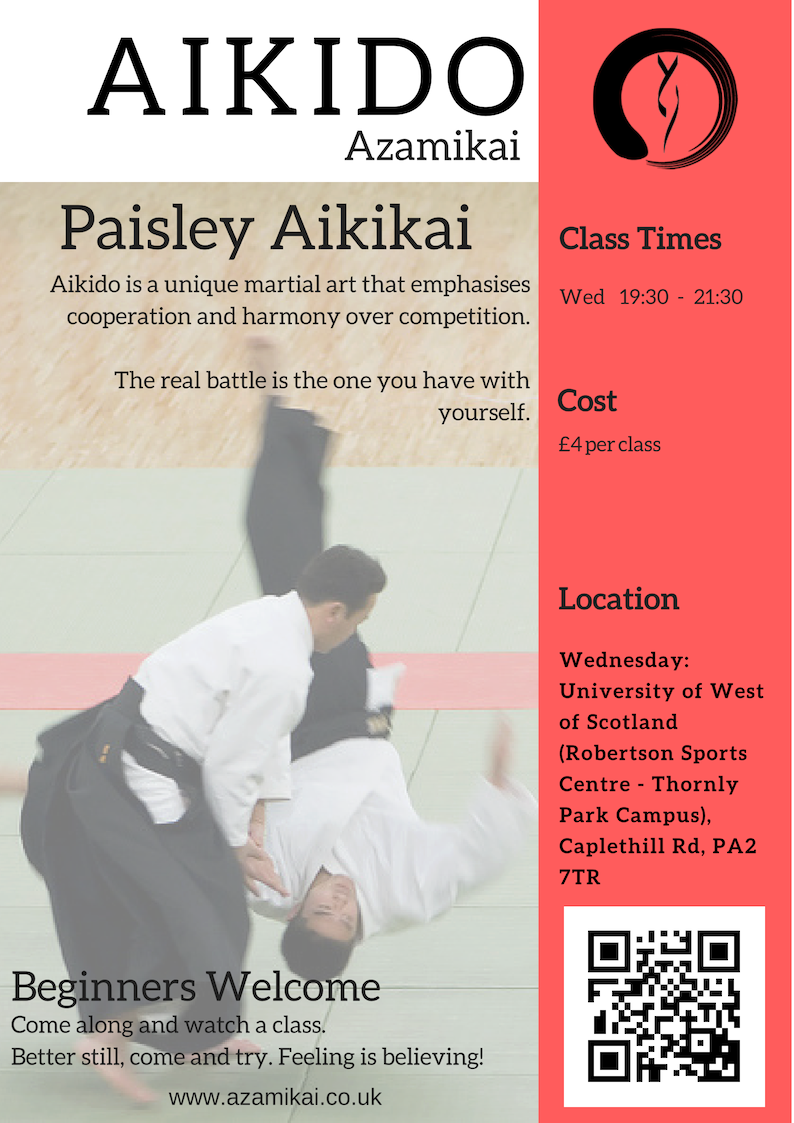 AIKIDO
Azamikai
Paisley Aikikai
Aikido is a unique martial art that emphasises
cooperation and harmony over competition.
The real battle is the one you have with
yourself.
Beginners Welcome
Come along and watch a class.
Better still, come and try. Feeling is believing!
www.azamikai.co.uk
Class Times
Wed 19:30 - 21:30
Cost
£4 per class
Location
Wednesday:
University of West
of Scotland
(Robertson Sports
Centre - Thornly
Park Campus),
Caplethill Rd, PA2
7TR